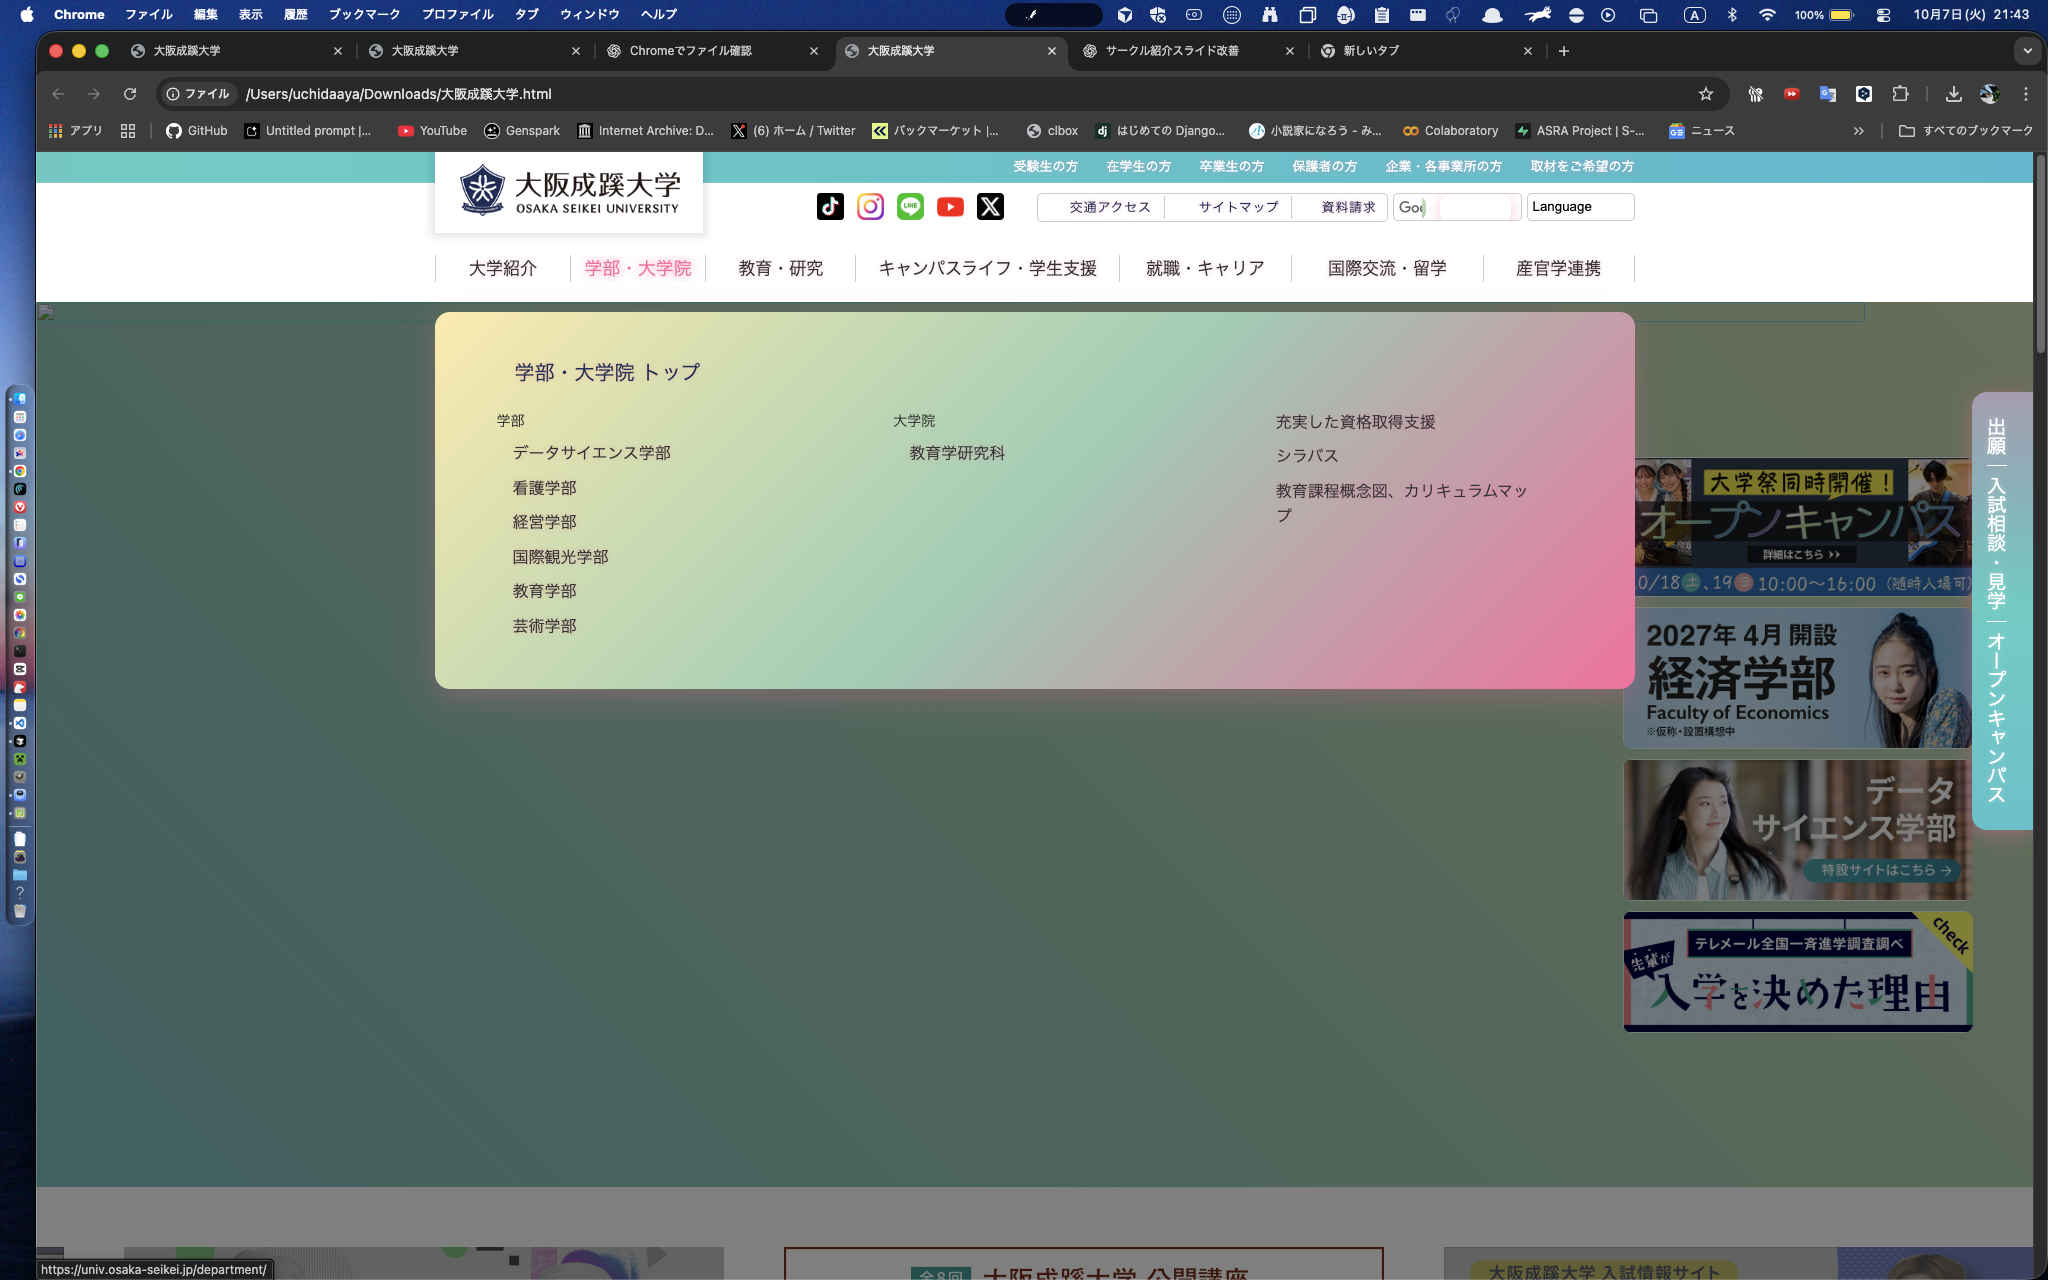 Chrome ファイル 編集 表示 履歴 ブックマーク プロファイル タブ ウィンドウ ヘルプ
A 100% 10月7日(火) 21:43
大阪成蹊大学
大阪成蹊大学
Chromeでファイル確認
大阪成蹊大学
サークル紹介スライド改善
新しいタブ
ファイル /Users/uchidaaya/Downloads/大阪成蹊大学.html
アプリ
GitHub
Untitled prompt |...
YouTube
Genspark
Internet Archive: D...
(6) ホーム / Twitter
バックマーケット |...
clbox
はじめての Django...
小説家になろう - み...
Colaboratory
ASRA Project | S-...
ニュース
すべてのブックマーク
受験生の方 在学生の方 卒業生の方 保護者の方 企業・各事業所の方 取材をご希望の方
大阪成蹊大学
OSAKA SEIKEI UNIVERSITY
LINE
交通アクセス サイトマップ 資料請求
Goo
Language
大学紹介 学部・大学院 教育・研究 キャンパスライフ・学生支援 就職・キャリア 国際交流・留学 産官学連携
学部・大学院 トップ
学部
データサイエンス学部
看護学部
経営学部
国際観光学部
教育学部
芸術学部
大学院
教育学研究科
充実した資格取得支援
シラバス
教育課程概念図、カリキュラムマッ
プ
大学祭同時開催！
オープンキャンパス
詳細はこちら
10/18土、19日 10:00〜16:00（随時入場可）
2027年 4月 開設
経済学部
Faculty of Economics
※仮称・設置構想中
データ
サイエンス学部
特設サイトはこちら→
check
テレメール全国一斉進学調査調べ
先輩が
入学を決めた理由
出願
入試相談・見学
オープンキャンパス
全8回 大阪成蹊大学 公開講座
大阪成蹊大学 入試情報サイト
https://univ.osaka-seikei.jp/department/